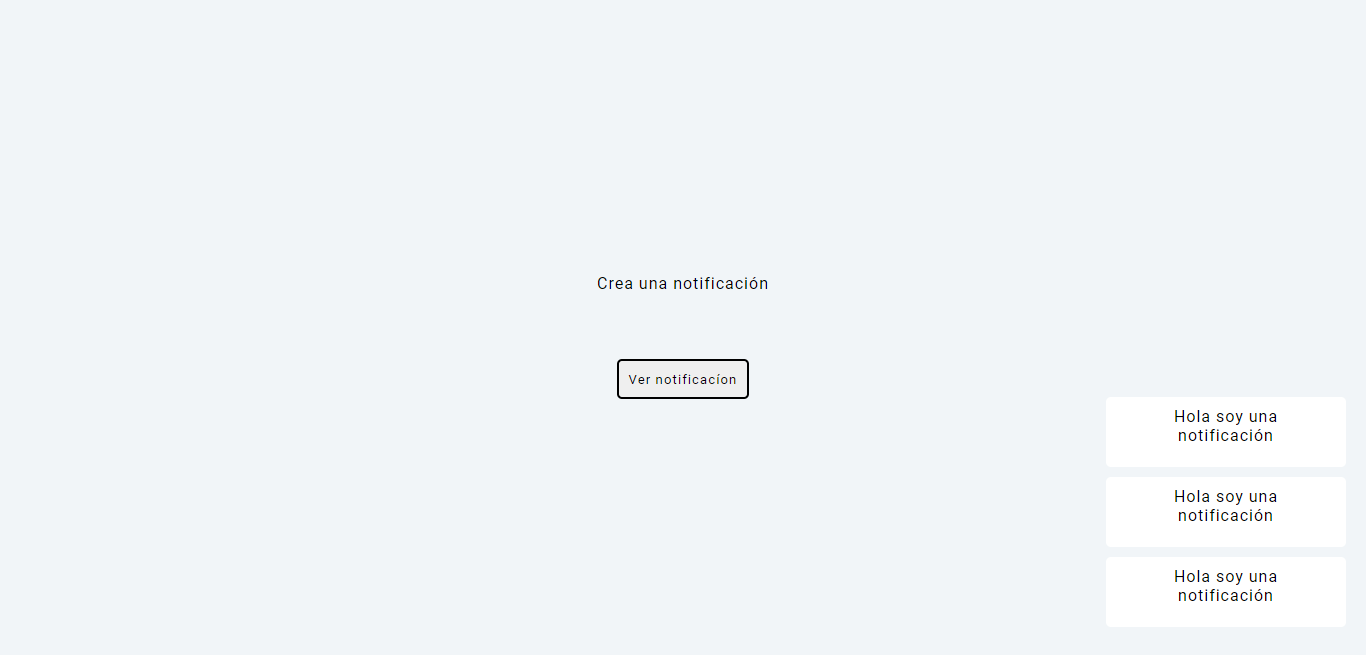 Crea una notificación
Ver notificacíon
Hola soy una
notificación
Hola soy una
notificación
Hola soy una
notificación